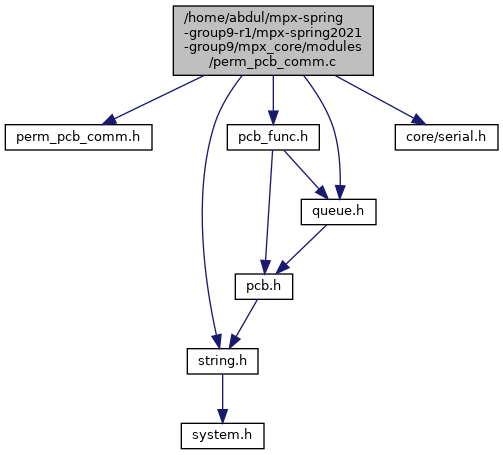 /home/abdul/mpx-spring
-group9-r1/mpx-spring2021
-group9/mpx_core/modules
/perm_pcb_comm.c
perm_pcb_comm.h
pcb_func.h
core/serial.h
queue.h
pcb.h
string.h
system.h